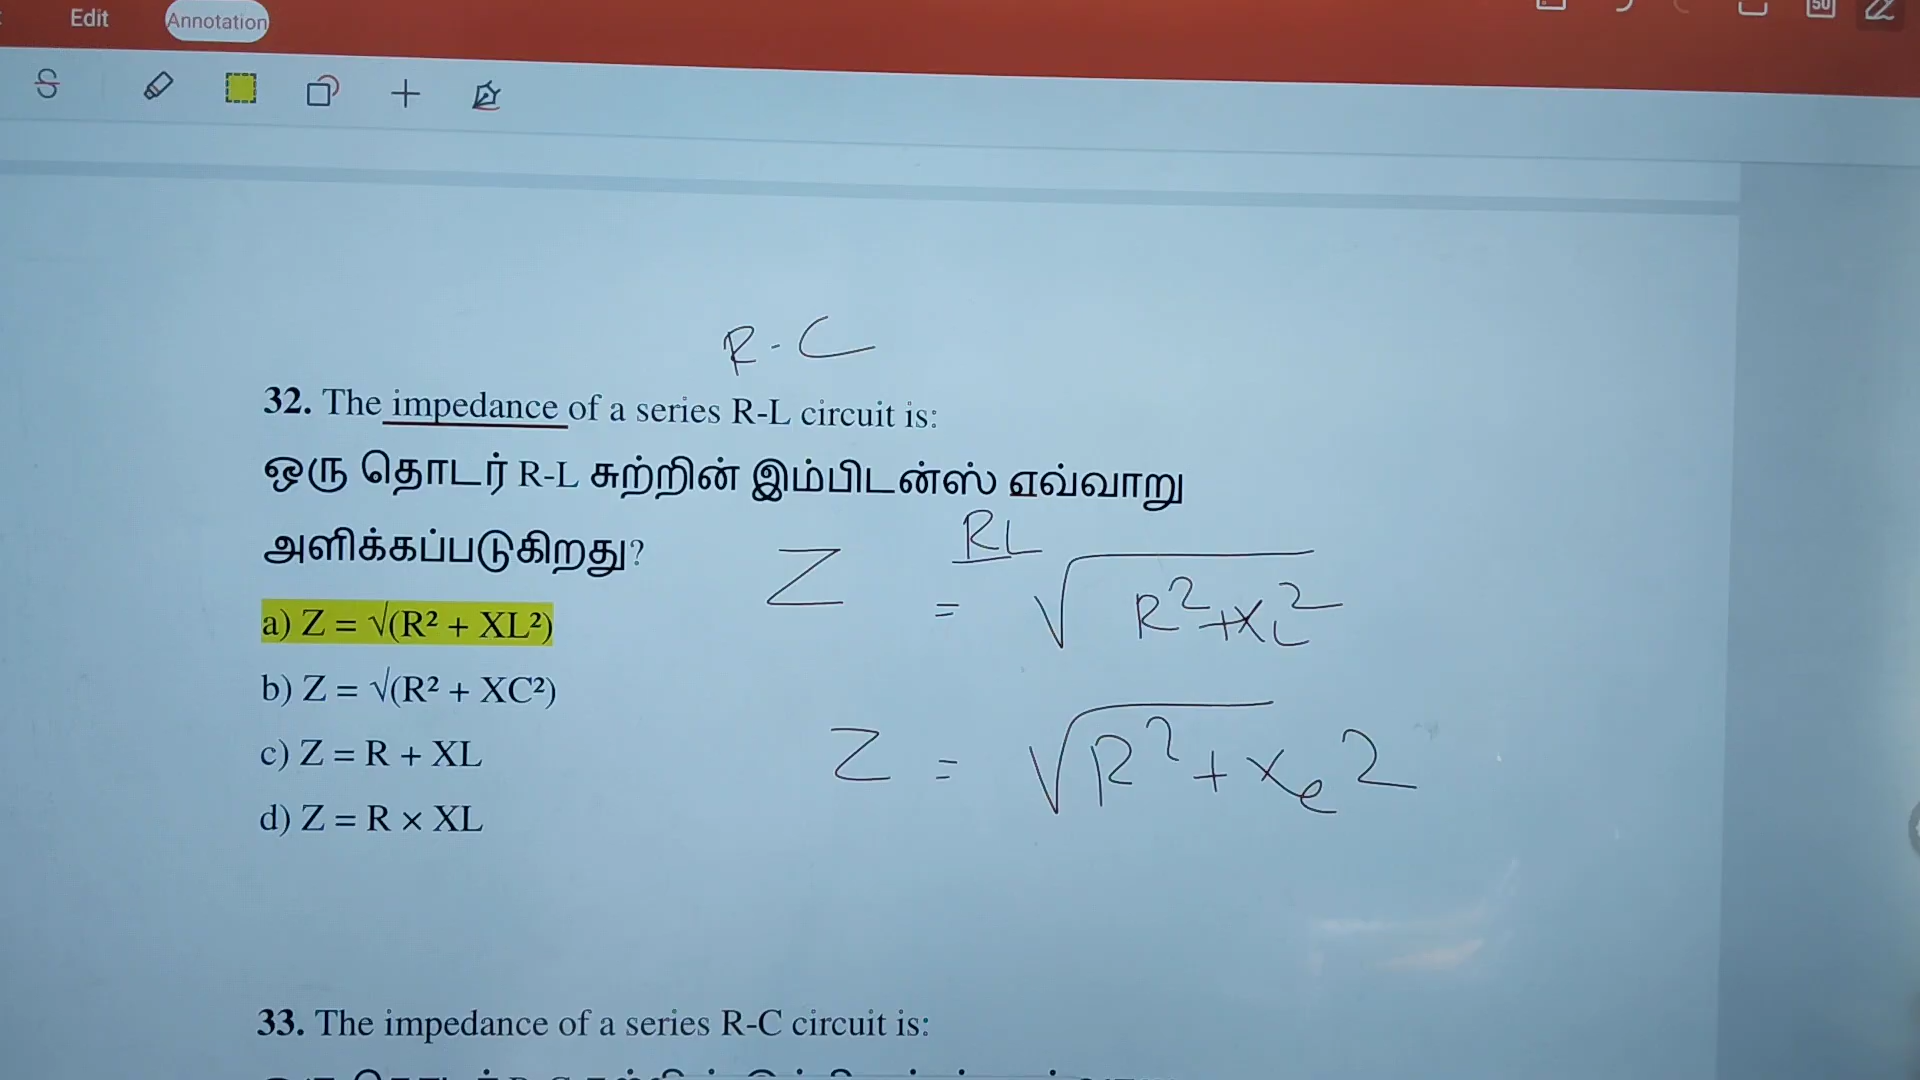 Edit Annotation
50
R-C
32. The impedance of a series R-L circuit is:
ஒரு தொடர் R-L சுற்றின் இம்பிடன்ஸ் எவ்வாறு
அளிக்கப்படுகிறது?
RL
Z = √R²+XL²
a) Z = √(R² + XL²)
b) Z = √(R² + XC²)
Z = √R²+Xc²
c) Z = R + XL
d) Z = R × XL
33. The impedance of a series R-C circuit is: